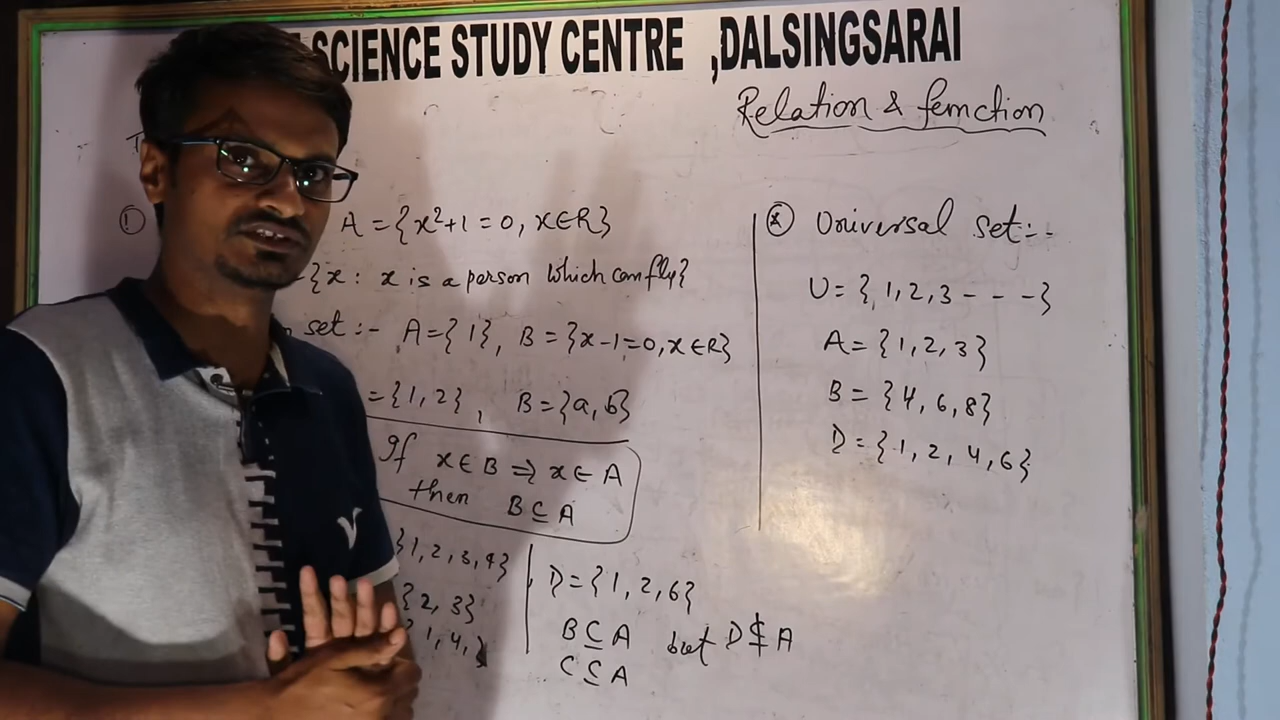 SCIENCE STUDY CENTRE ,DALSINGSARAI
Relation & function
① A = {x²+1=0, x∈R}
{x : x is a person which can fly}
set :- A = {1}, B = {x-1=0, x∈R}
= {1, 2}, B = {a, b}
If x∈B ⇒ x∈A
then B⊆A
{1, 2, 3, 4}
{2, 3}
{1, 4,}
D = {1, 2, 6}
B⊆A but D⊈A
C⊆A
Universal set :-
U = {1, 2, 3 - - -}
A = {1, 2, 3}
B = {4, 6, 8}
D = {1, 2, 4, 6}